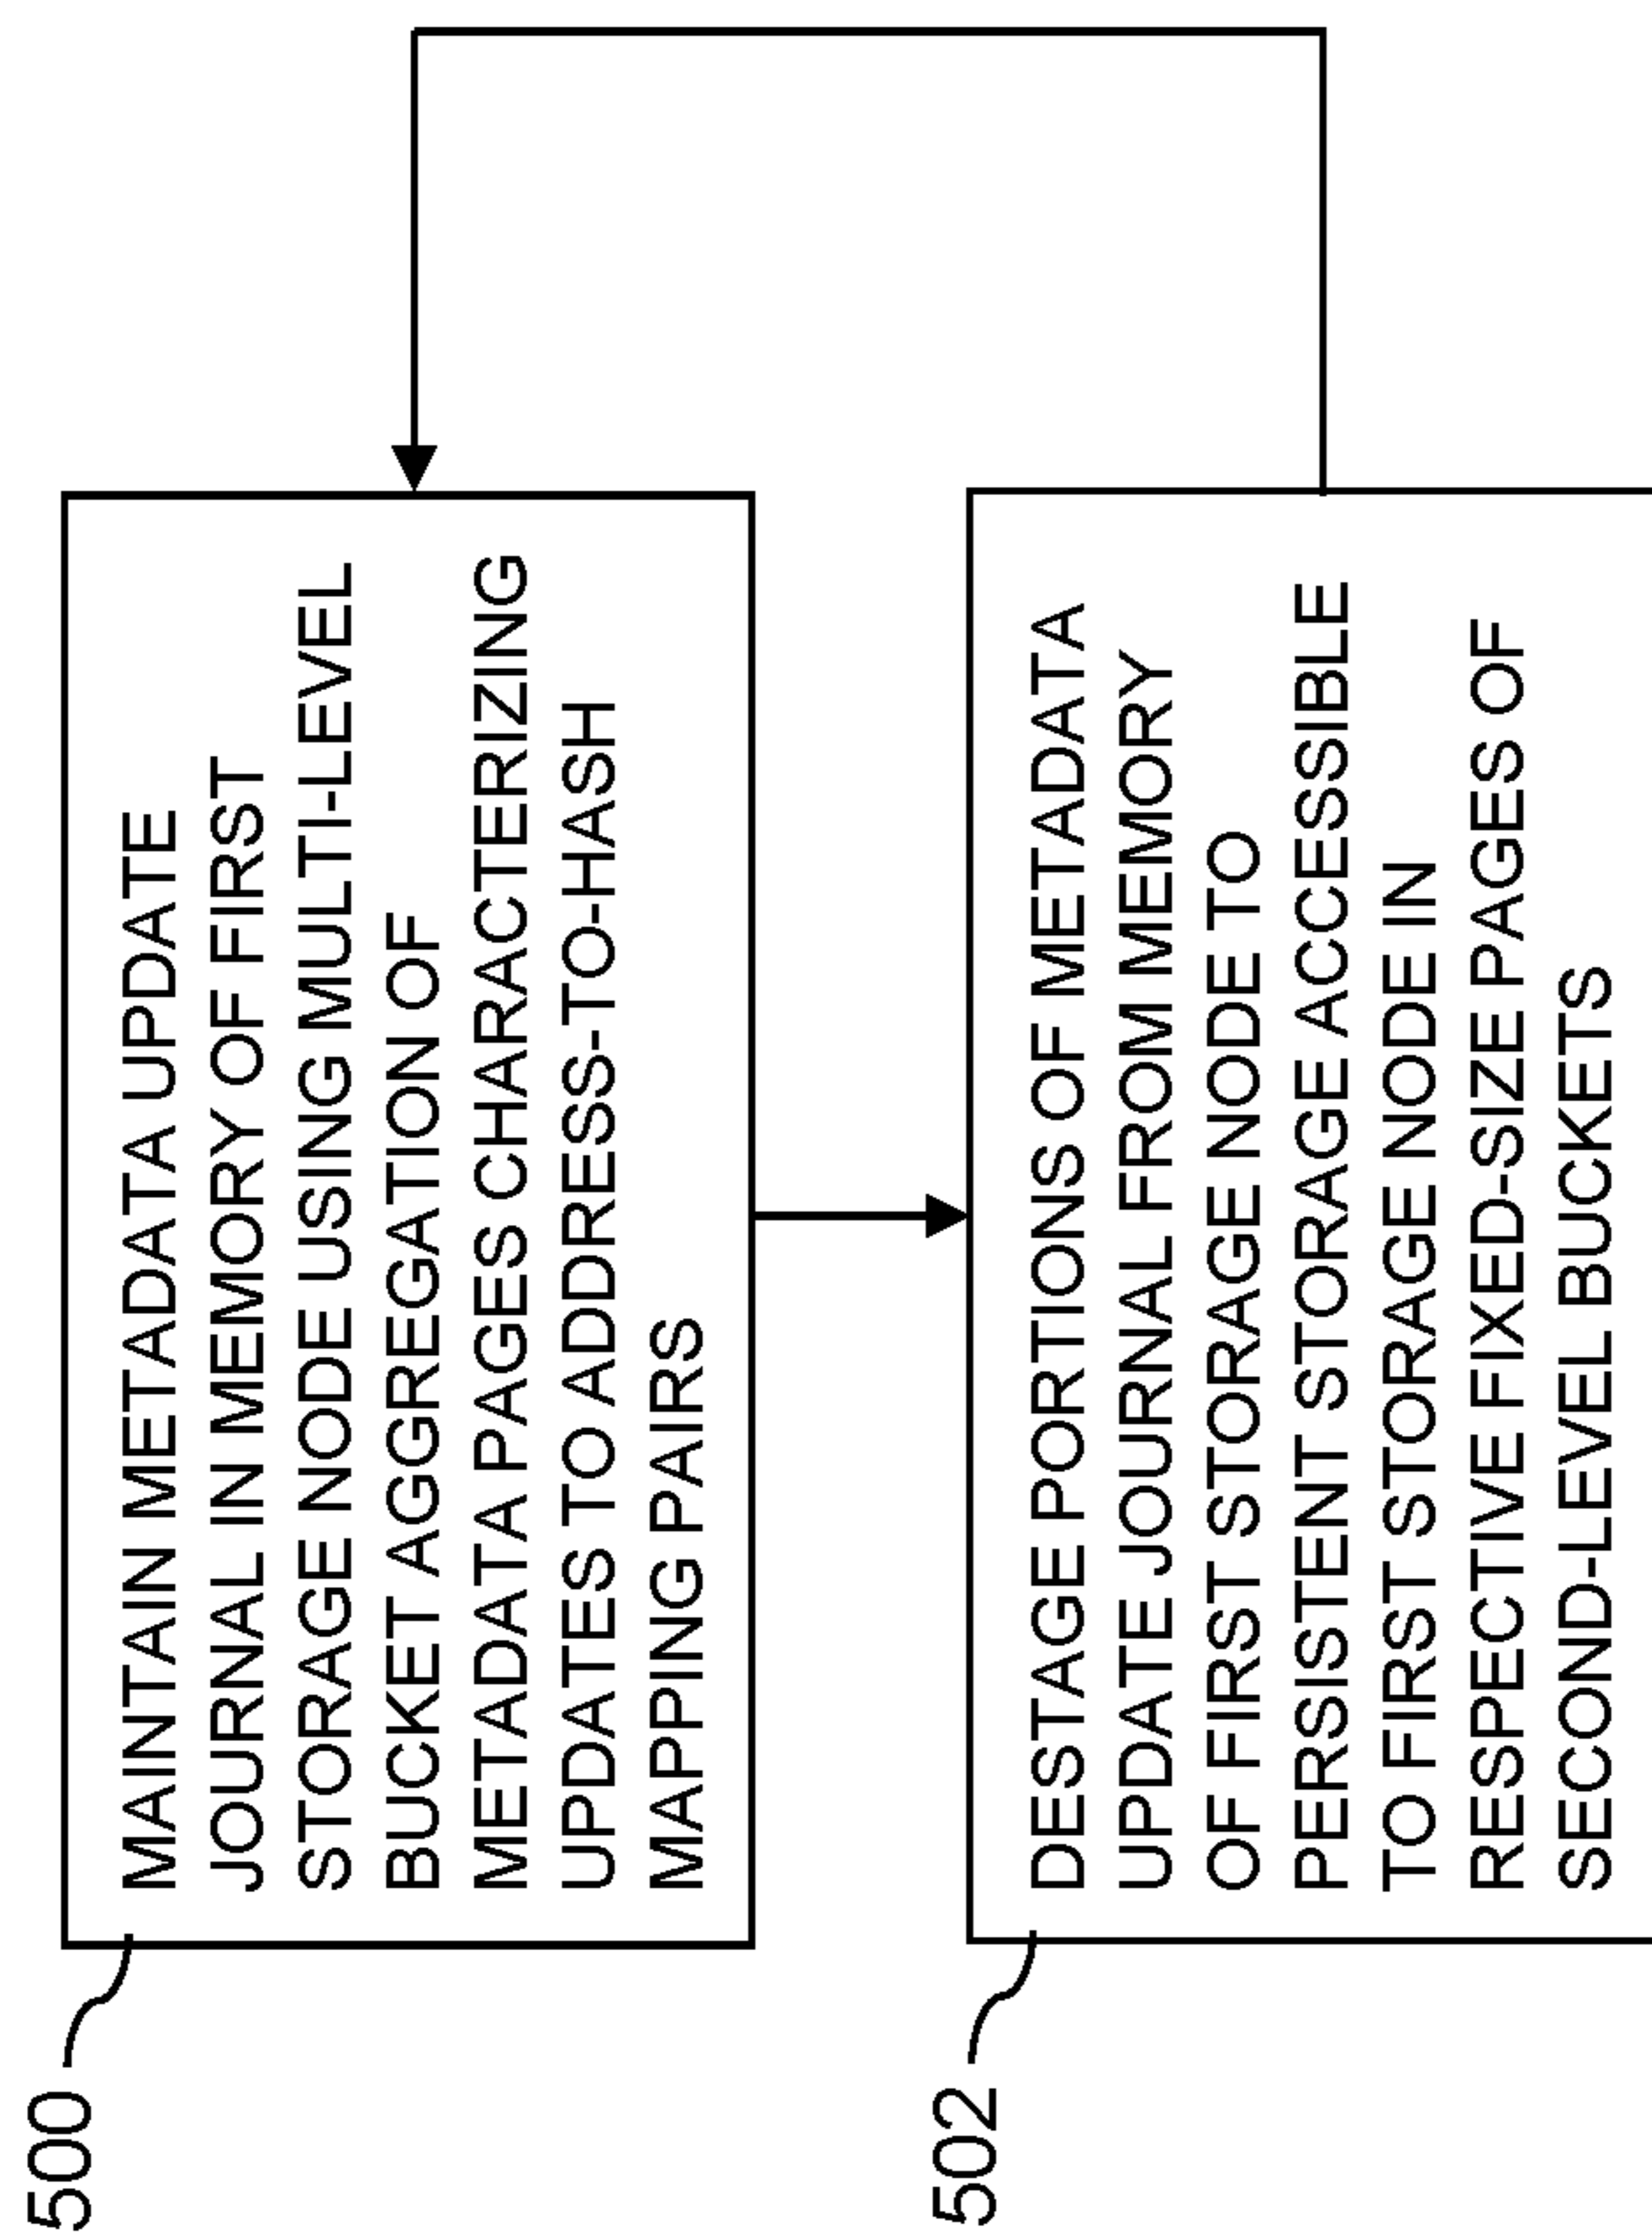 500
MAINTAIN METADATA UPDATE
JOURNAL IN MEMORY OF FIRST
STORAGE NODE USING MULTI-LEVEL
BUCKET AGGREGATION OF
METADATA PAGES CHARACTERIZING
UPDATES TO ADDRESS-TO-HASH
MAPPING PAIRS
502
DESTAGE PORTIONS OF METADATA
UPDATE JOURNAL FROM MEMORY
OF FIRST STORAGE NODE TO
PERSISTENT STORAGE ACCESSIBLE
TO FIRST STORAGE NODE IN
RESPECTIVE FIXED-SIZE PAGES OF
SECOND-LEVEL BUCKETS